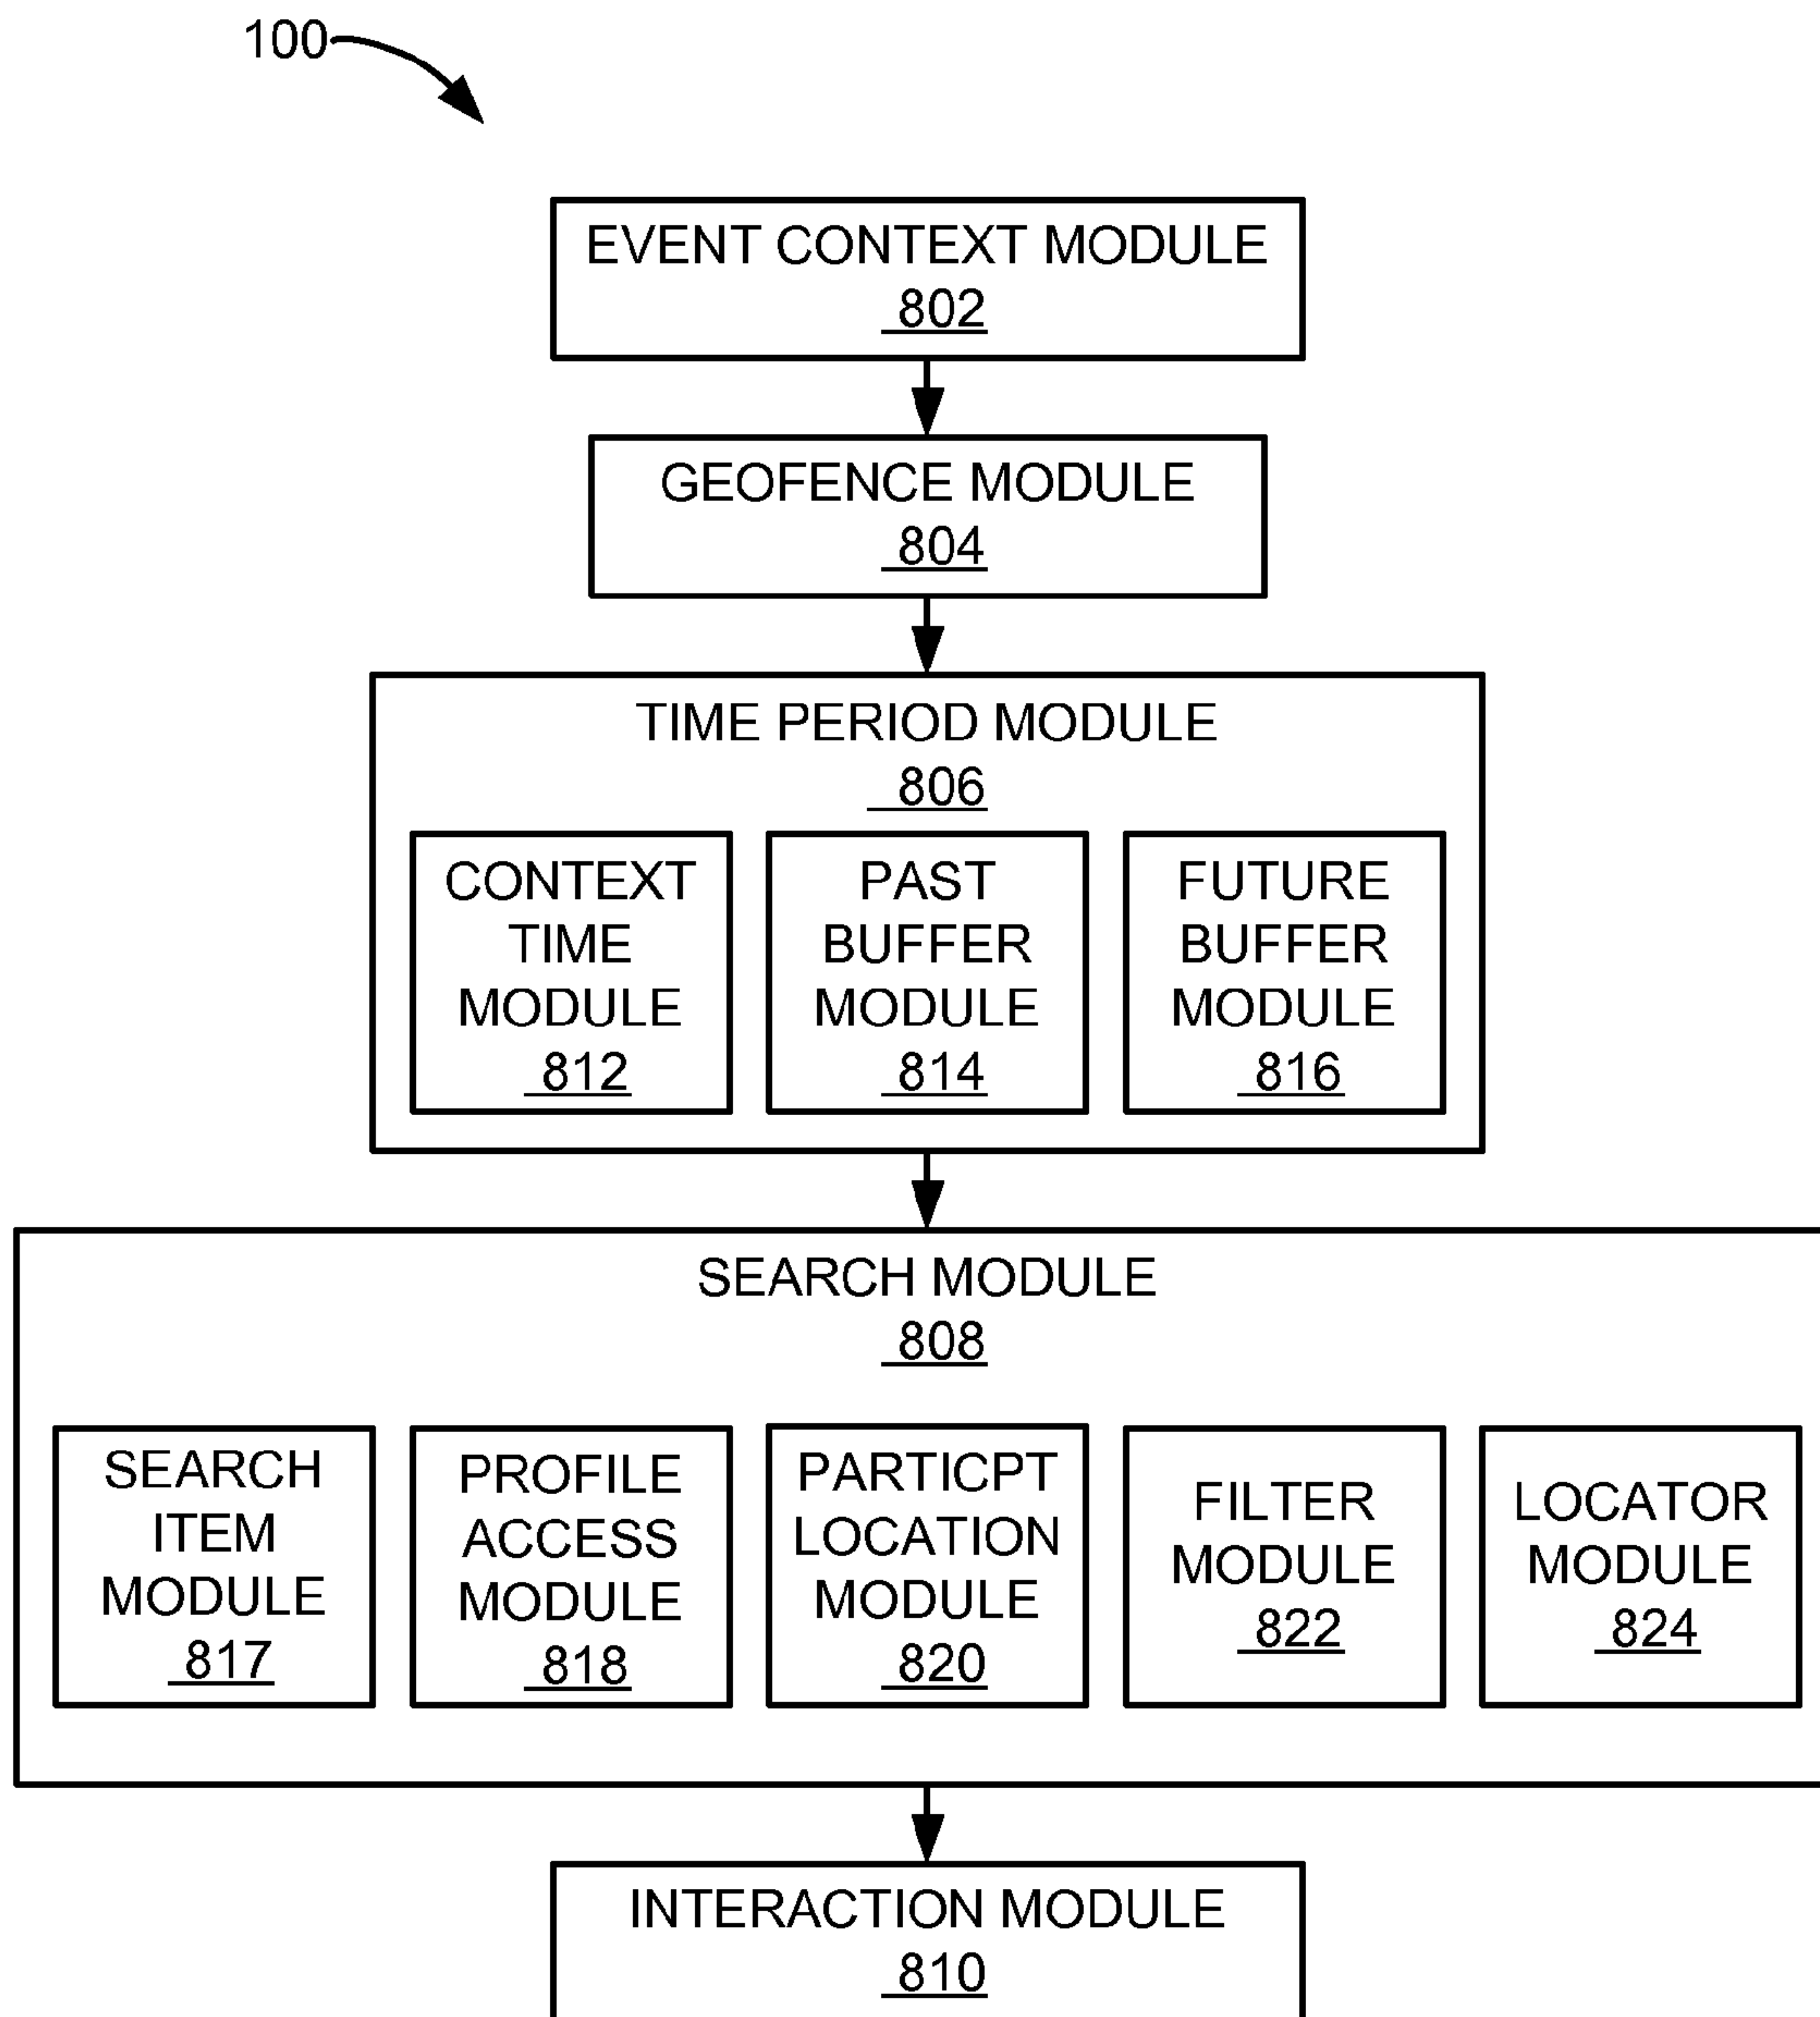 100
EVENT CONTEXT MODULE
802
GEOFENCE MODULE
804
TIME PERIOD MODULE
806
CONTEXT
TIME
MODULE
812
PAST
BUFFER
MODULE
814
FUTURE
BUFFER
MODULE
816
SEARCH MODULE
808
SEARCH
ITEM
MODULE
817
PROFILE
ACCESS
MODULE
818
PARTICPT
LOCATION
MODULE
820
FILTER
MODULE
822
LOCATOR
MODULE
824
INTERACTION MODULE
810